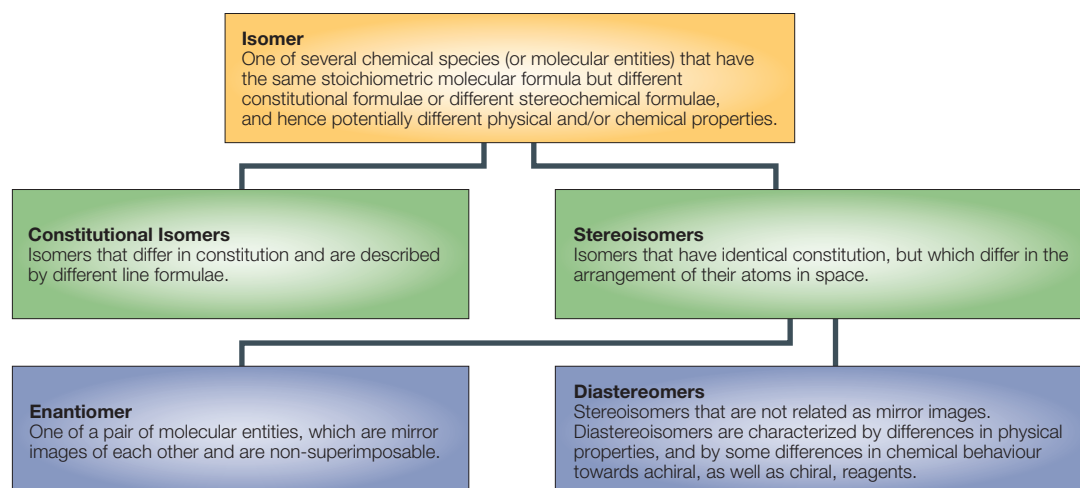 Isomer
One of several chemical species (or molecular entities) that have
the same stoichiometric molecular formula but different
constitutional formulae or different stereochemical formulae,
and hence potentially different physical and/or chemical properties.
Constitutional Isomers
Isomers that differ in constitution and are described
by different line formulae.
Stereoisomers
Isomers that have identical constitution, but which differ in the
arrangement of their atoms in space.
Enantiomer
One of a pair of molecular entities, which are mirror
images of each other and are non-superimposable.
Diastereomers
Stereoisomers that are not related as mirror images.
Diastereoisomers are characterized by differences in physical
properties, and by some differences in chemical behaviour
towards achiral, as well as chiral, reagents.